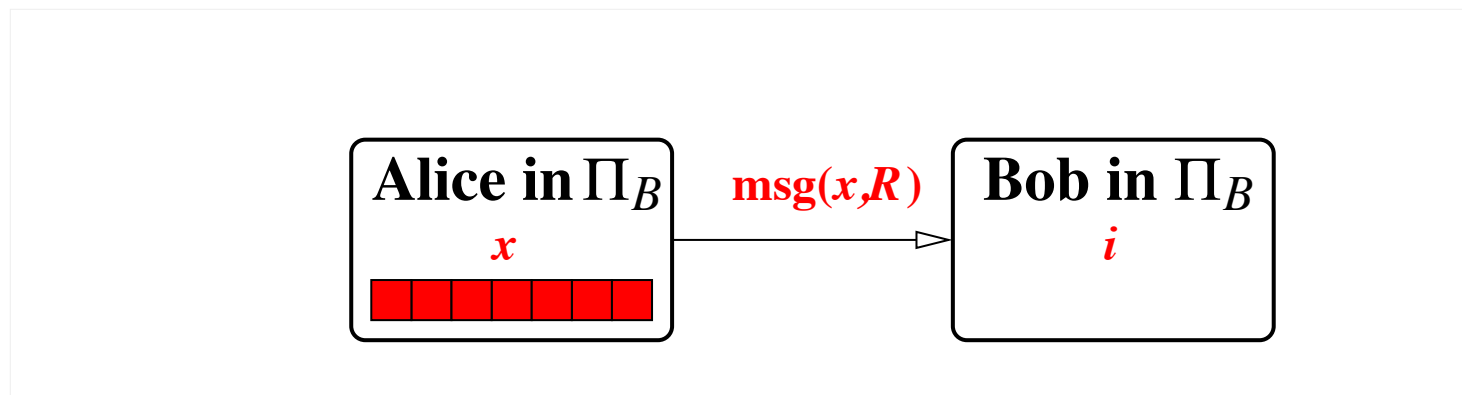 Alice in Π_B
x
msg(x,R)
Bob in Π_B
i